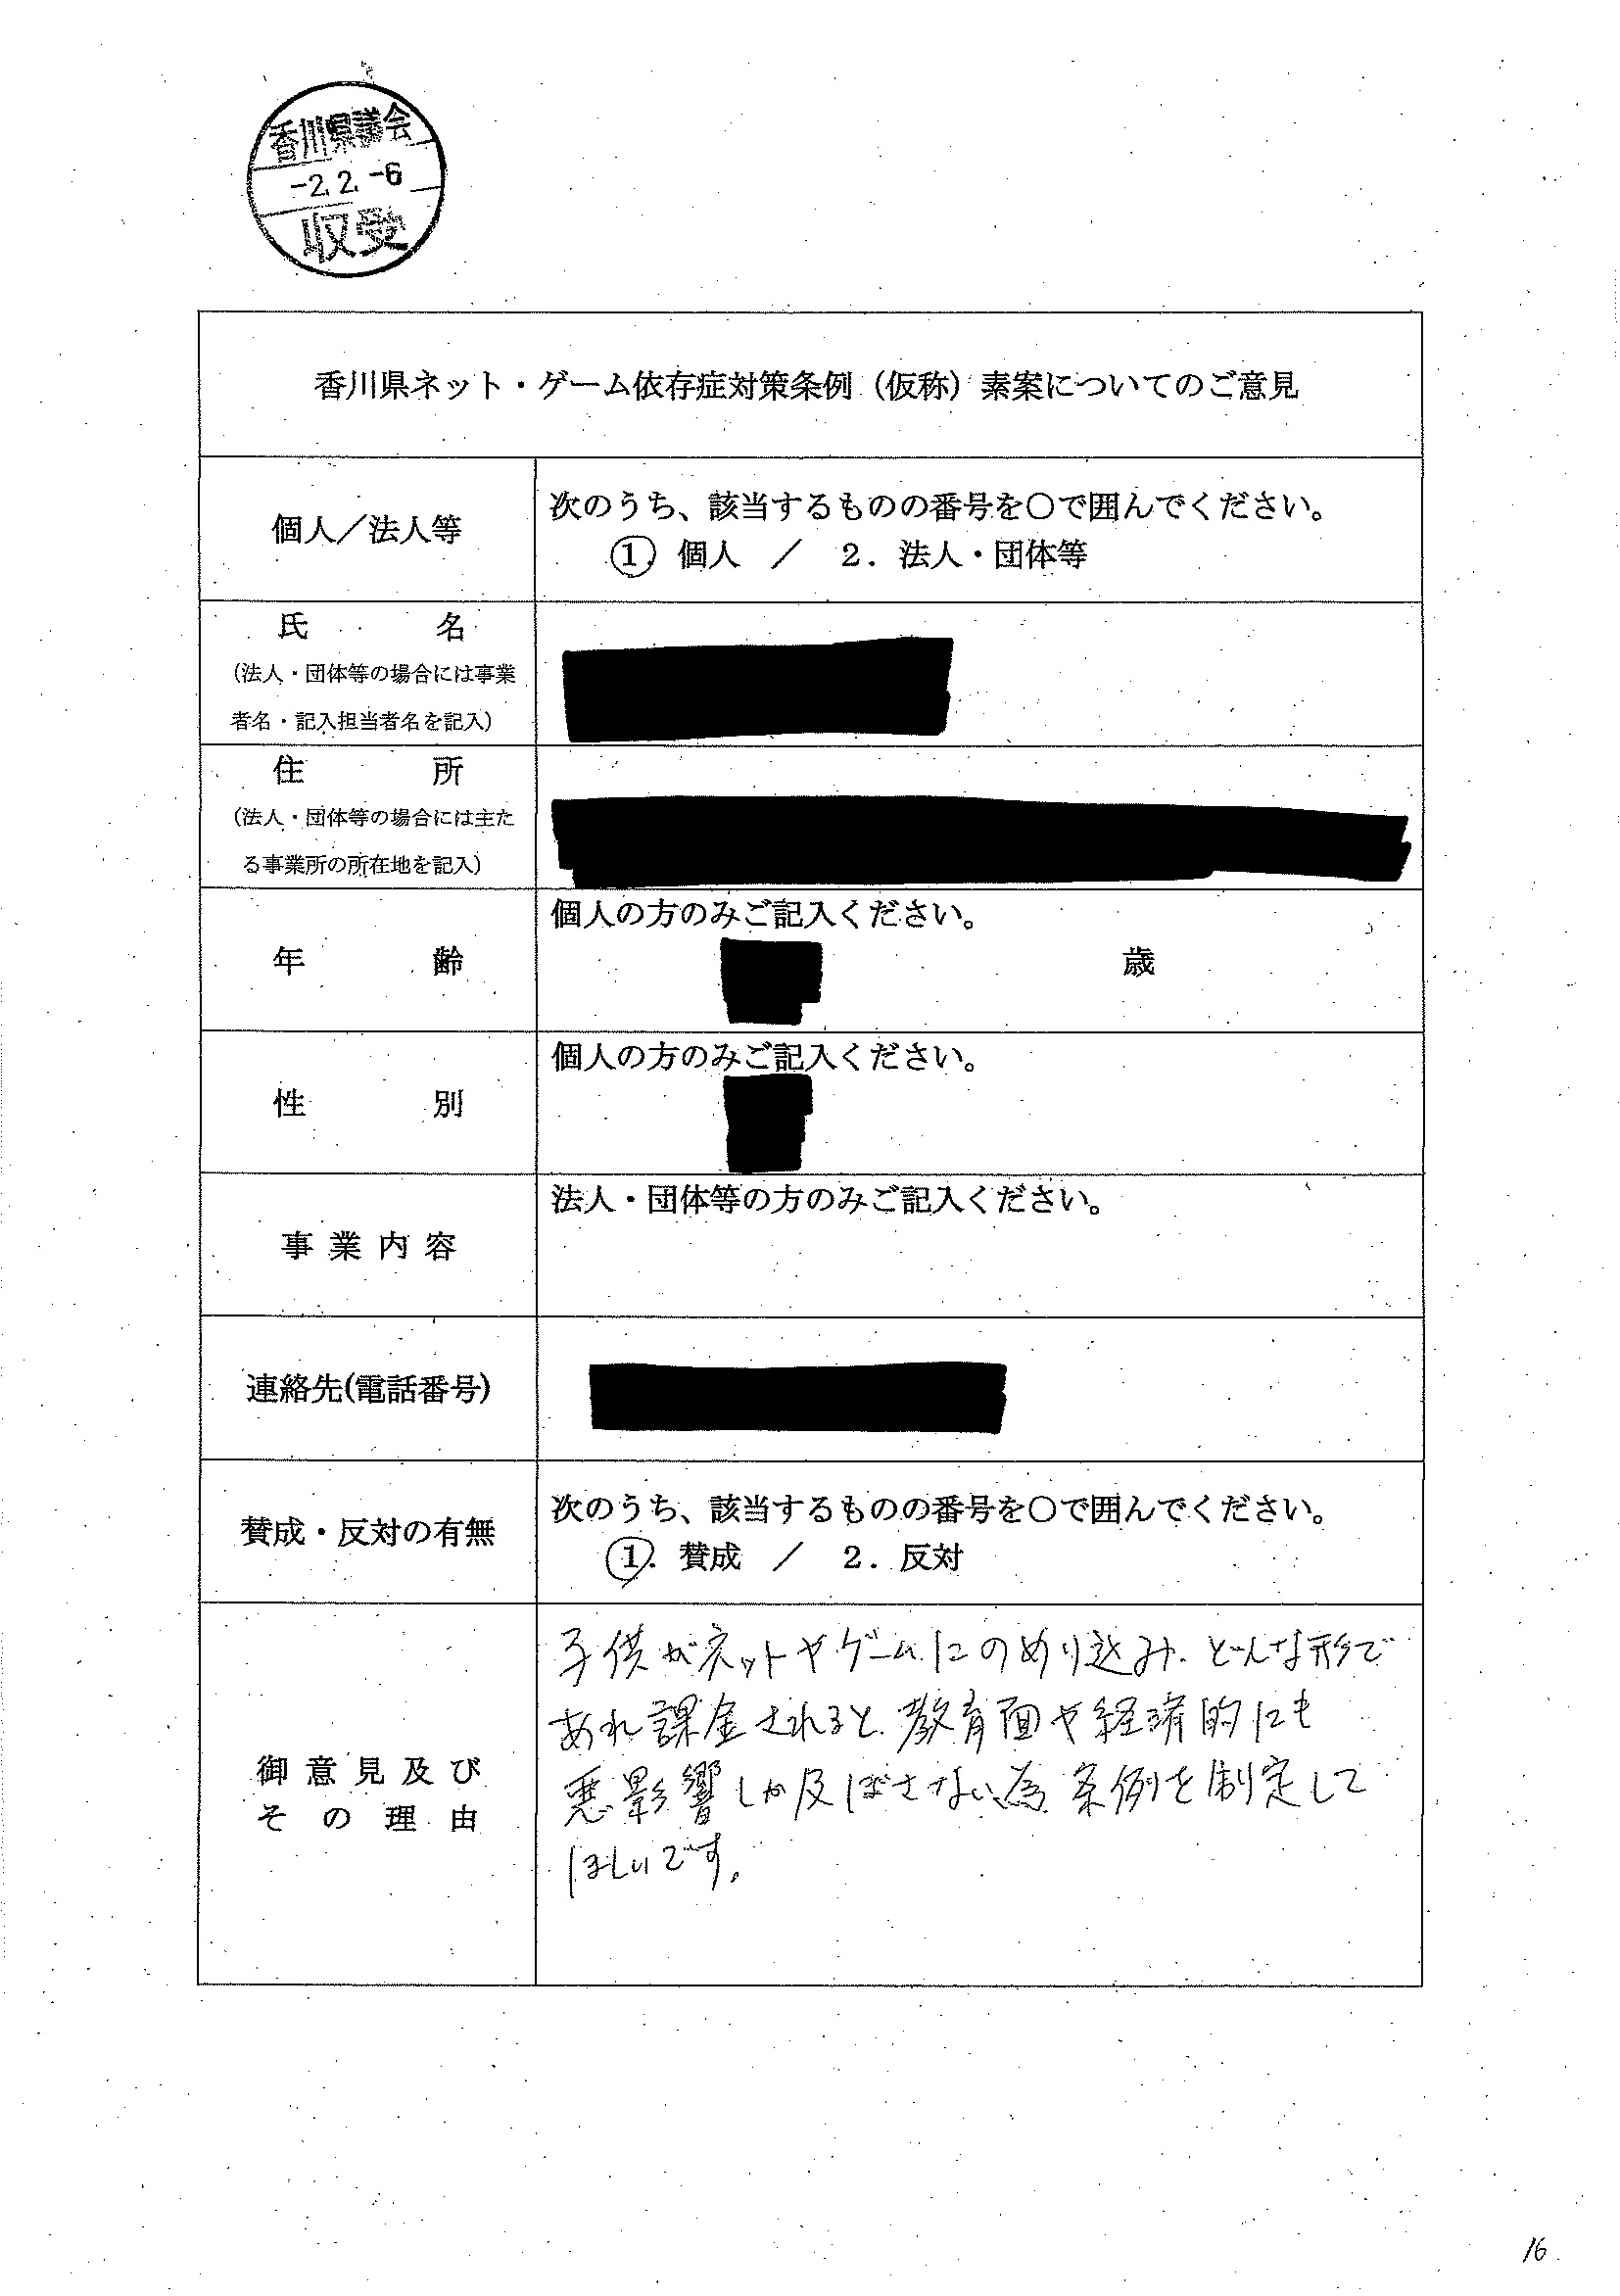 香川県議会
-2.2.-6
収受
香川県ネット・ゲーム依存症対策条例（仮称）素案についてのご意見
個人／法人等
次のうち、該当するものの番号を○で囲んでください。
1. 個人 ／ 2. 法人・団体等
氏 名
（法人・団体等の場合には事業
者名・記入担当者名を記入）
住 所
（法人・団体等の場合には主た
る事業所の所在地を記入）
年 齢
個人の方のみご記入ください。
歳
性 別
個人の方のみご記入ください。
事業内容
法人・団体等の方のみご記入ください。
連絡先(電話番号)
賛成・反対の有無
次のうち、該当するものの番号を○で囲んでください。
1. 賛成 ／ 2. 反対
御意見及び
その理由
子供がネットやゲームにのめり込み、どんな形で
あれ課金されると、教育面や経済的にも
悪影響しか及ぼさない為、条例を制定して
ほしいです。
16